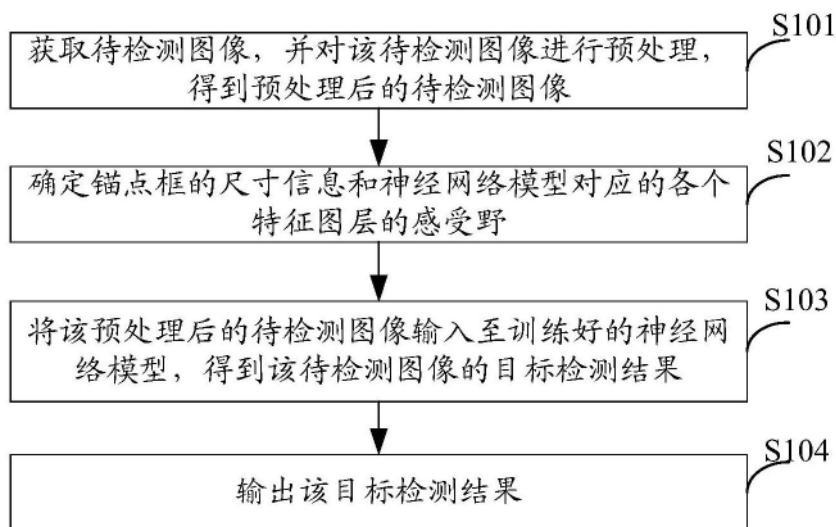 S101
获取待检测图像，并对该待检测图像进行预处理，
得到预处理后的待检测图像
S102
确定锚点框的尺寸信息和神经网络模型对应的各个
特征图层的感受野
S103
将该预处理后的待检测图像输入至训练好的神经网
络模型，得到该待检测图像的目标检测结果
S104
输出该目标检测结果